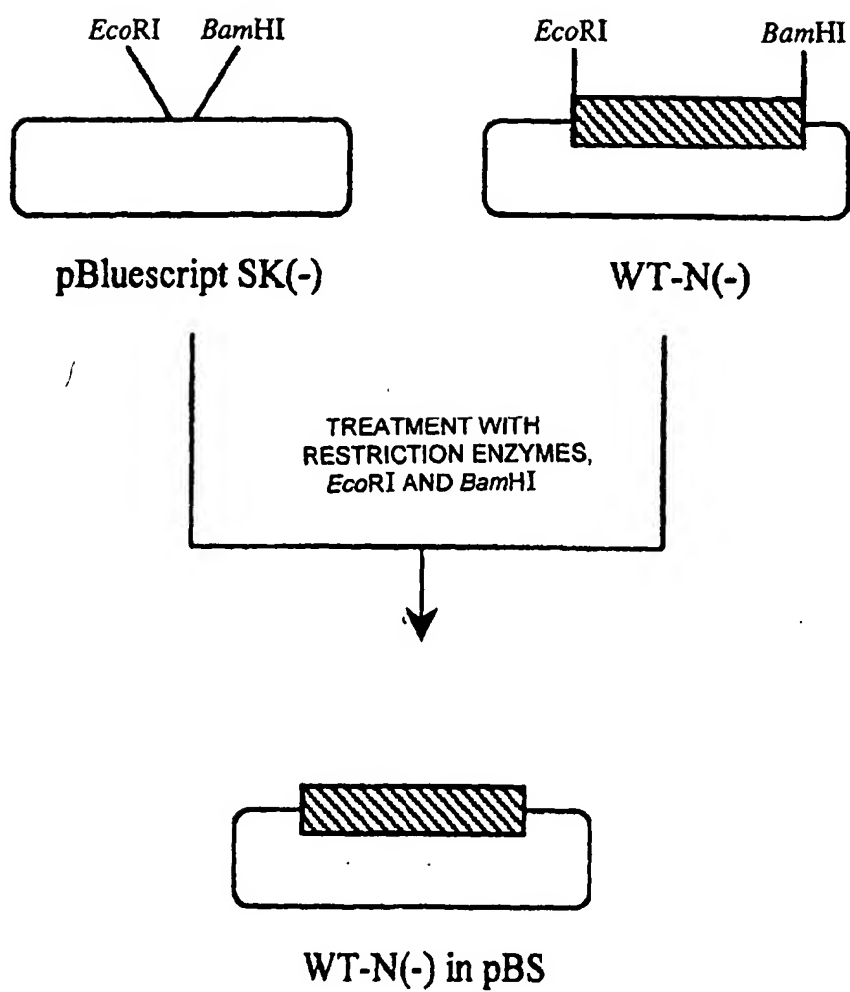 EcoRI BamHI
EcoRI BamHI
pBluescript SK(-)
WT-N(-)
TREATMENT WITH
RESTRICTION ENZYMES,
EcoRI AND BamHI
WT-N(-) in pBS